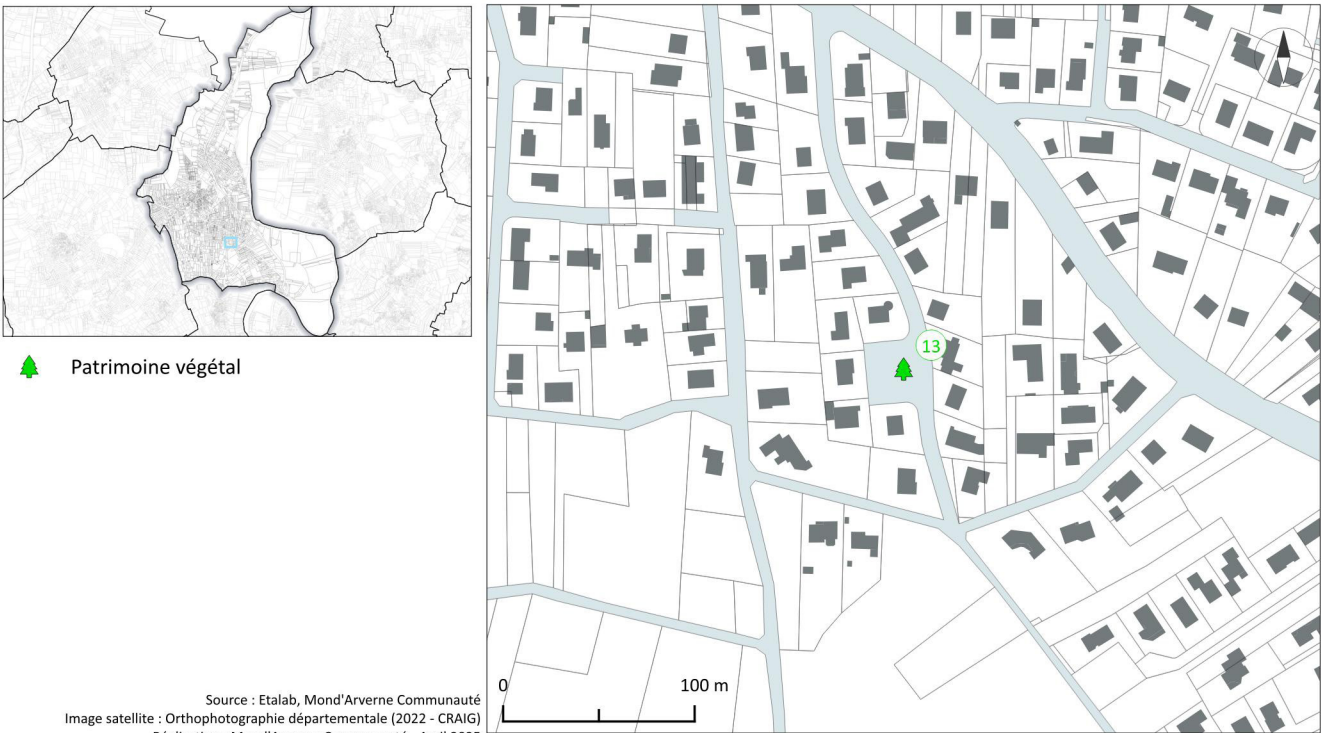 Patrimoine végétal
13
0 100 m
Source : Etalab, Mond'Arverne Communauté
Image satellite : Orthophotographie départementale (2022 - CRAIG)